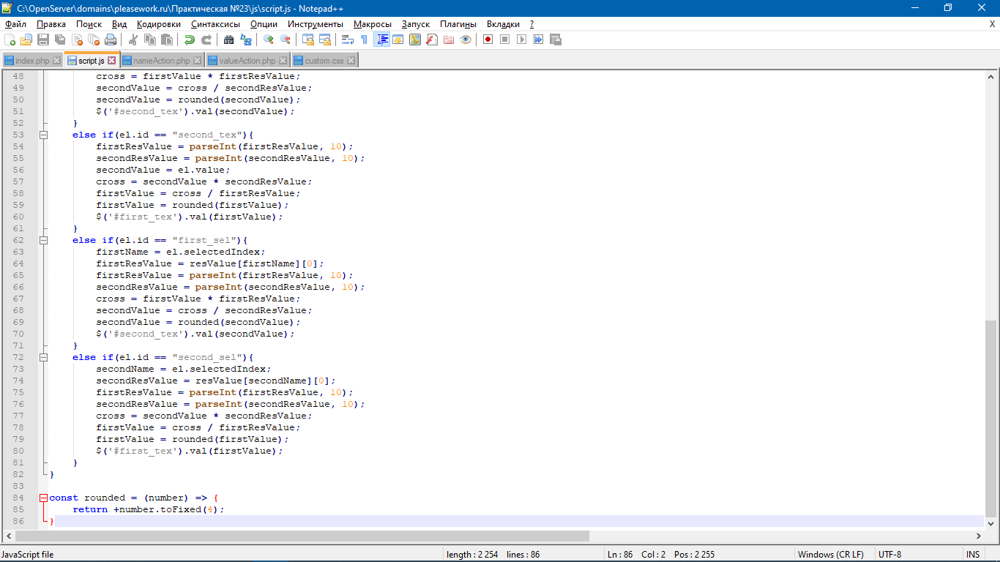 C:\OpenServer\domains\pleasework.ru\Практическая №23\js\script.js - Notepad++
Файл Правка Поиск Вид Кодировки Синтаксисы Опции Инструменты Макросы Запуск Плагины Вкладки ? X
index.php script.js nameAction.php valueAction.php custom.css
48 cross = firstValue * firstResValue;
49 secondValue = cross / secondResValue;
50 secondValue = rounded(secondValue);
51 $('#second_tex').val(secondValue);
52 }
53 else if(el.id == "second_tex"){
54 firstResValue = parseInt(firstResValue, 10);
55 secondResValue = parseInt(secondResValue, 10);
56 secondValue = el.value;
57 cross = secondValue * secondResValue;
58 firstValue = cross / firstResValue;
59 firstValue = rounded(firstValue);
60 $('#first_tex').val(firstValue);
61 }
62 else if(el.id == "first_sel"){
63 firstName = el.selectedIndex;
64 firstResValue = resValue[firstName][0];
65 firstResValue = parseInt(firstResValue, 10);
66 secondResValue = parseInt(secondResValue, 10);
67 cross = firstValue * firstResValue;
68 secondValue = cross / secondResValue;
69 secondValue = rounded(secondValue);
70 $('#second_tex').val(secondValue);
71 }
72 else if(el.id == "second_sel"){
73 secondName = el.selectedIndex;
74 secondResValue = resValue[secondName][0];
75 firstResValue = parseInt(firstResValue, 10);
76 secondResValue = parseInt(secondResValue, 10);
77 cross = secondValue * secondResValue;
78 firstValue = cross / firstResValue;
79 firstValue = rounded(firstValue);
80 $('#first_tex').val(firstValue);
81 }
82 }
83
84 const rounded = (number) => {
85 return +number.toFixed(4);
86 }
JavaScript file length : 2 254 lines : 86 Ln : 86 Col : 2 Pos : 2 255 Windows (CR LF) UTF-8 INS